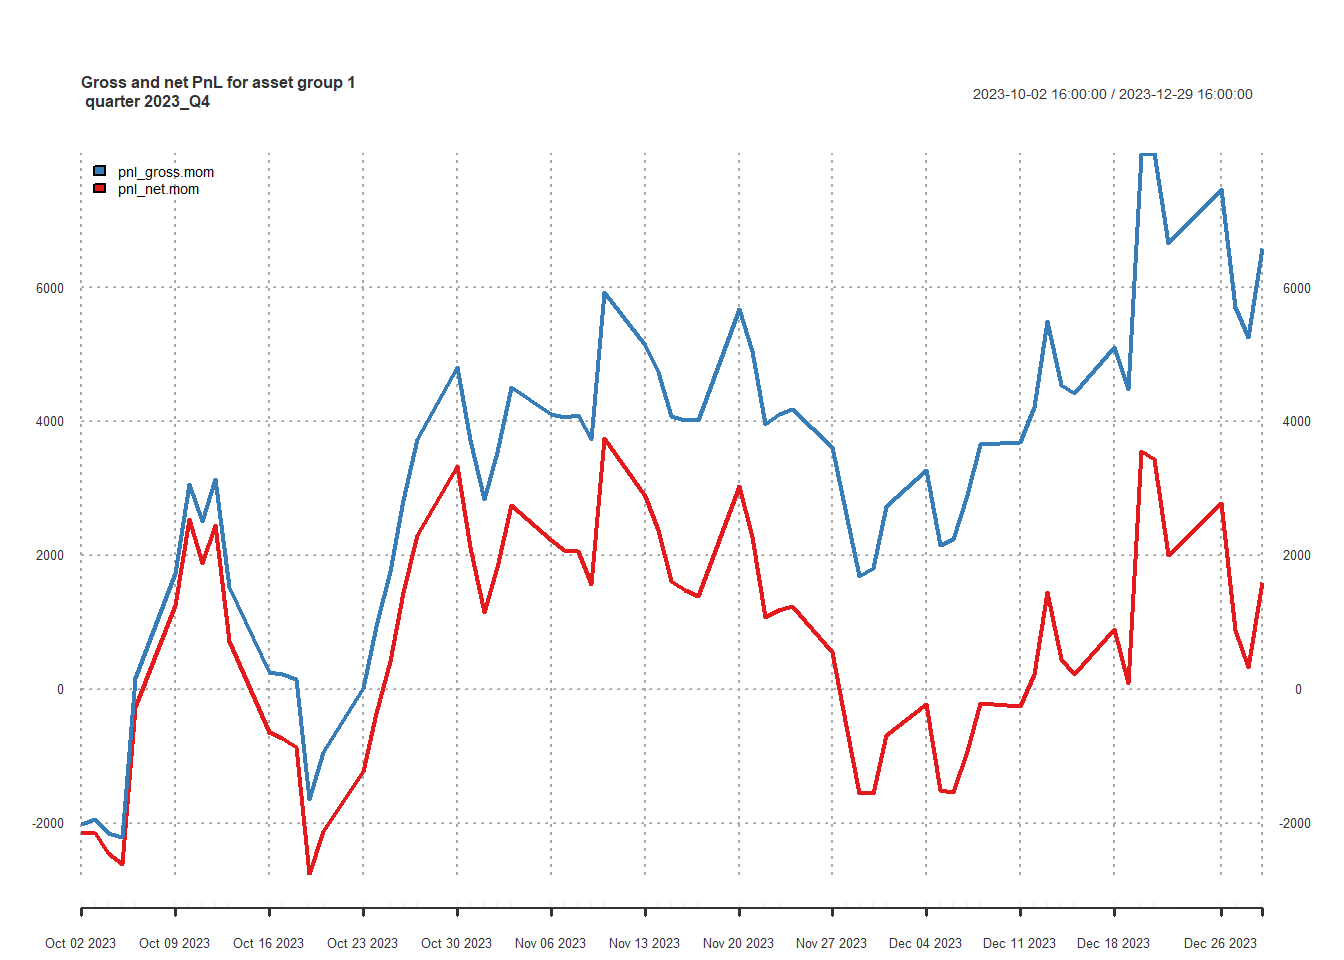 Gross and net PnL for asset group 1
quarter 2023_Q4
2023-10-02 16:00:00 / 2023-12-29 16:00:00
pnl_gross.mom
pnl_net.mom
6000 6000
4000 4000
2000 2000
0 0
-2000 -2000
Oct 02 2023 Oct 09 2023 Oct 16 2023 Oct 23 2023 Oct 30 2023 Nov 06 2023 Nov 13 2023 Nov 20 2023 Nov 27 2023 Dec 04 2023 Dec 11 2023 Dec 18 2023 Dec 26 2023